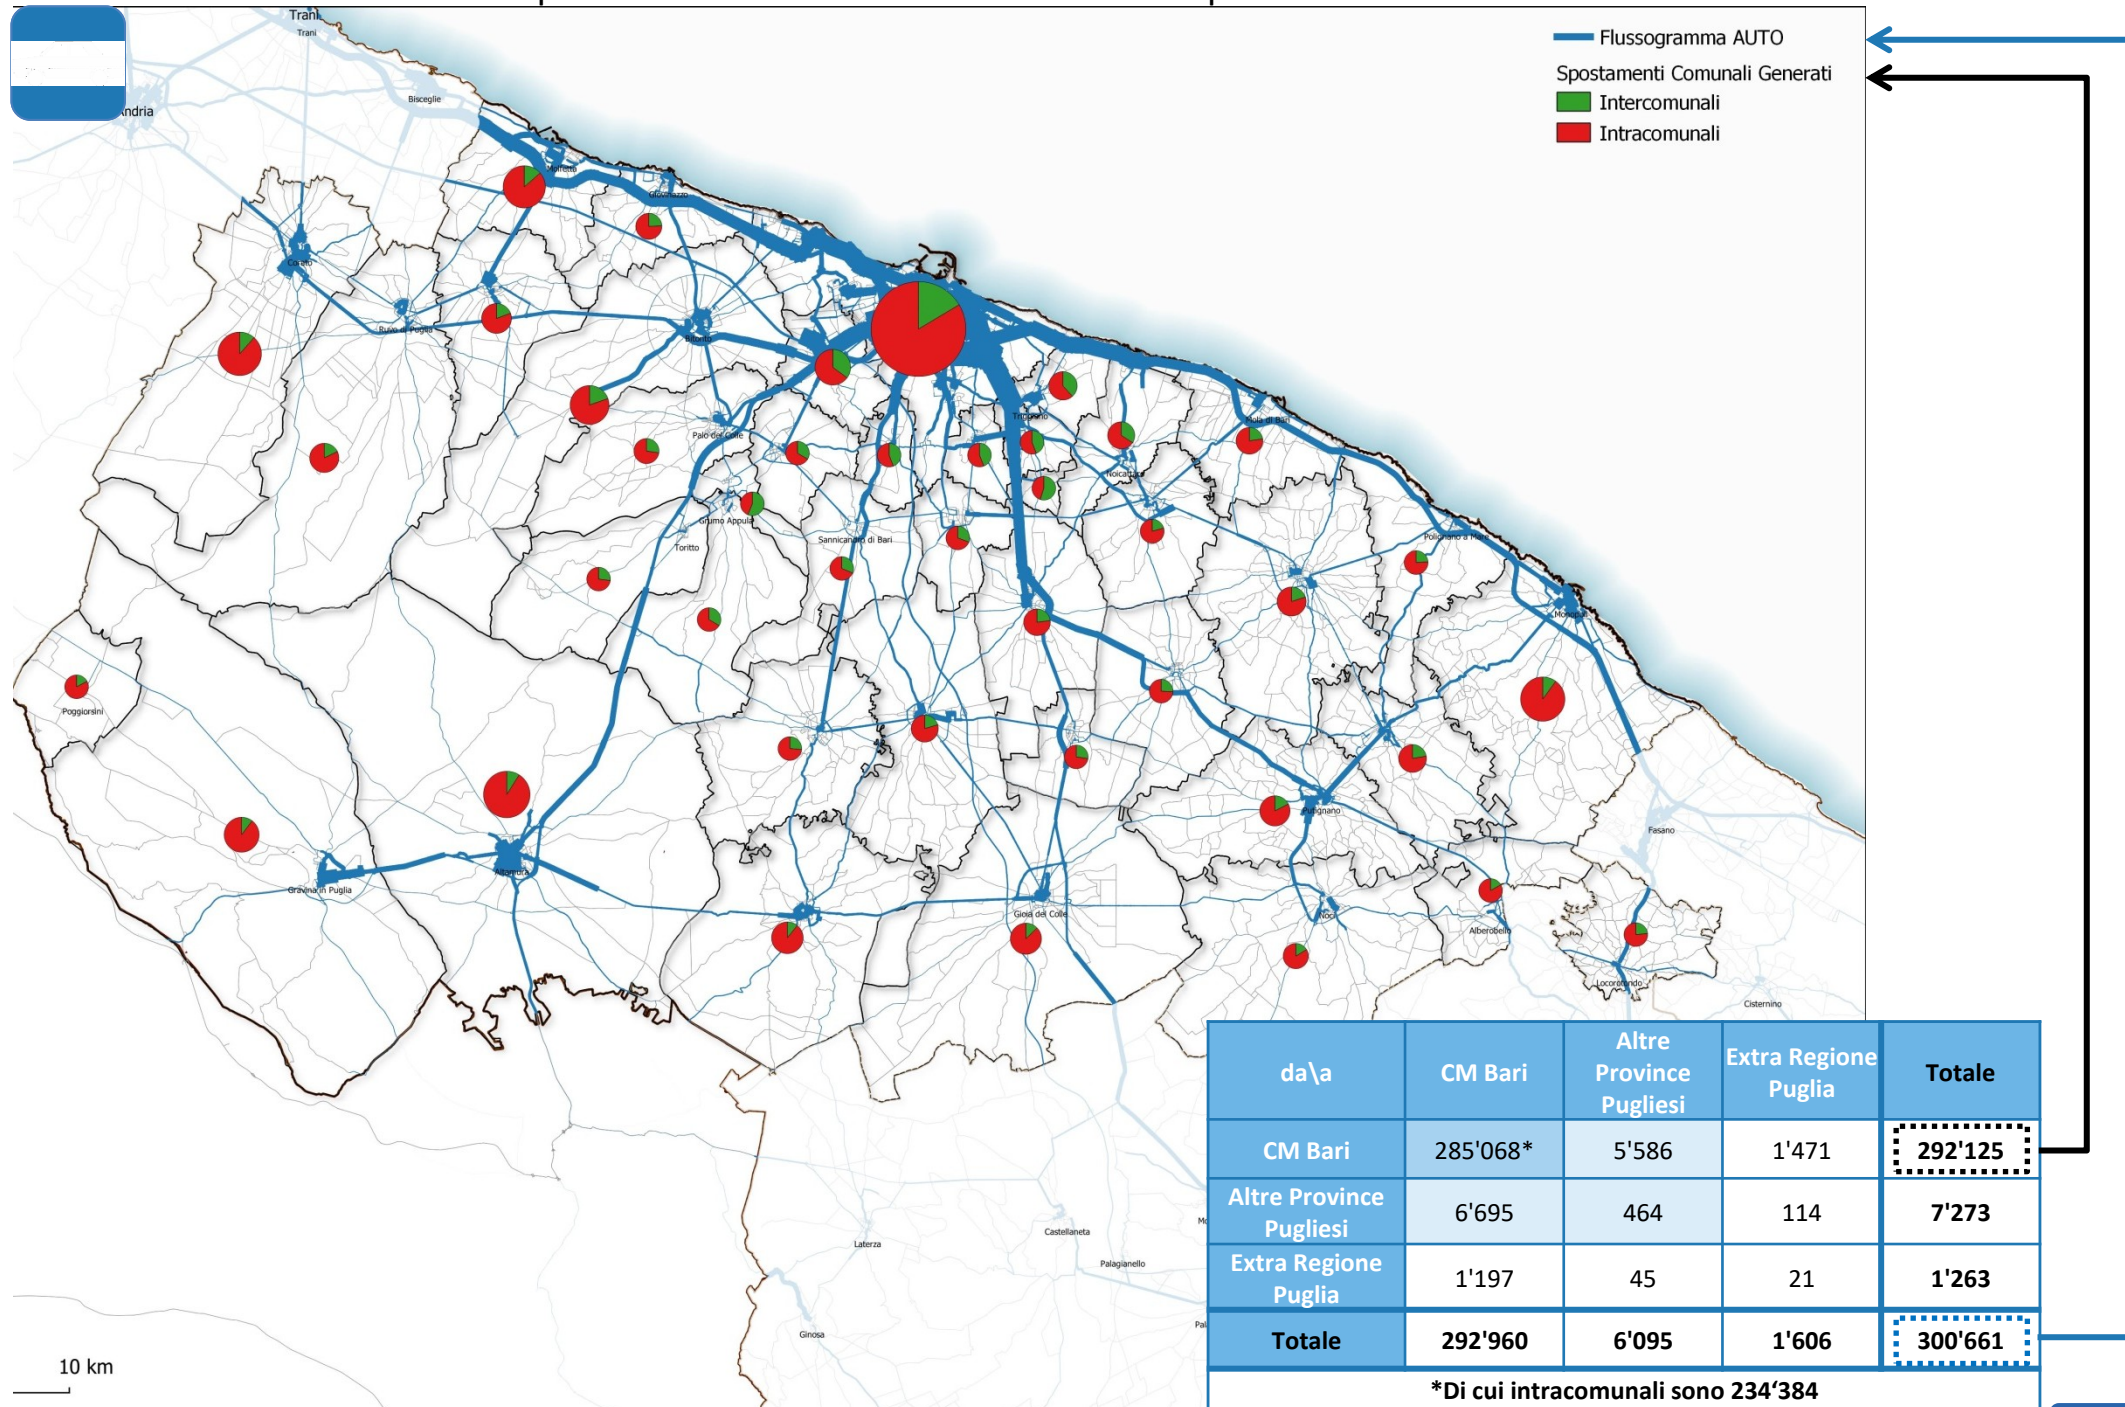 Trani
Trani
Bisceglie
Andria
Flussogramma AUTO
Spostamenti Comunali Generati
Intercomunali
Intracomunali
Molfetta
Giovinazzo
Corato
Ruvo di Puglia
Bitonto
Palo del Colle
Triggiano
Mola di Bari
Noicattaro
Grumo Appula
Toritto
Sannicandro di Bari
Polignano a Mare
Monopoli
Poggiorsini
Putignano
Fasano
Altamura
Gravina in Puglia
Gioia del Colle
Noci
Alberobello
Locorotondo
Cisternino
Laterza
Castellaneta
Palagianello
Ginosa
10 km
da\a CM Bari Altre Province Pugliesi Extra Regione Puglia Totale
CM Bari 285'068* 5'586 1'471 292'125
Altre Province Pugliesi 6'695 464 114 7'273
Extra Regione Puglia 1'197 45 21 1'263
Totale 292'960 6'095 1'606 300'661
*Di cui intracomunali sono 234‘384